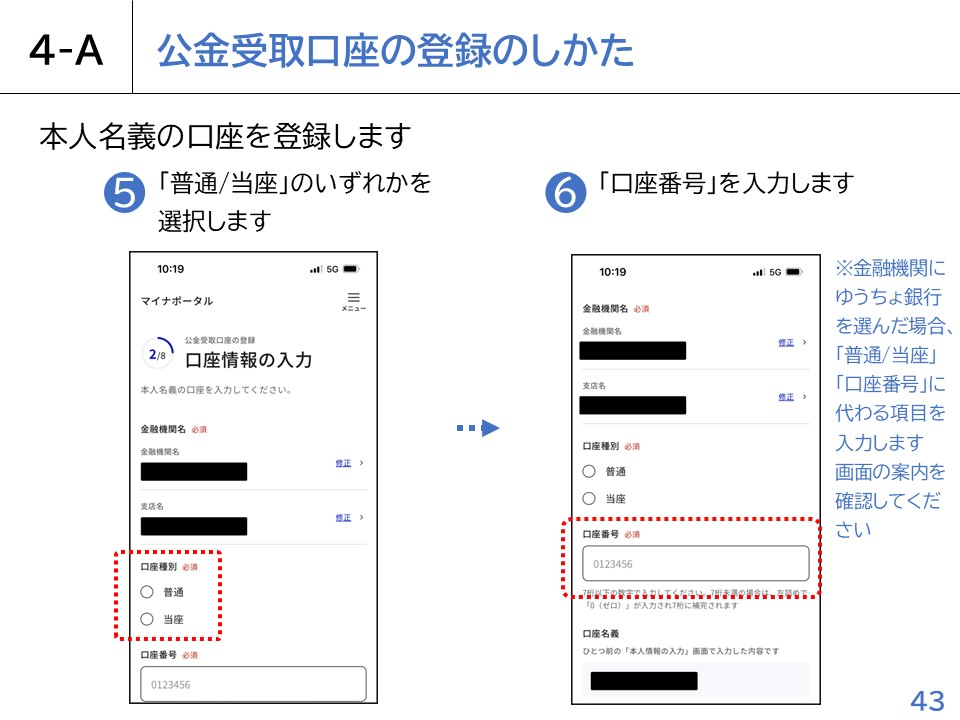 4-A
公金受取口座の登録のしかた
本人名義の口座を登録します
5
「普通/当座」のいずれかを
選択します
10:19
5G
マイナポータル
メニュー
2/8
公金受取口座の登録
口座情報の入力
本人名義の口座を入力してください。
金融機関名 必須
金融機関名
修正
支店名
修正
口座種別 必須
普通
当座
口座番号 必須
0123456
6
「口座番号」を入力します
10:19
5G
金融機関名 必須
金融機関名
修正
支店名
修正
口座種別 必須
普通
当座
口座番号 必須
0123456
7桁以下の数字で入力してください。7桁未満の場合は、左詰めで
「0（ゼロ）」が入力され7桁に補完されます
口座名義
ひとつ前の「本人情報の入力」画面で入力した内容です
※金融機関に
ゆうちょ銀行
を選んだ場合、
「普通/当座」
「口座番号」に
代わる項目を
入力します
画面の案内を
確認してくだ
さい
43